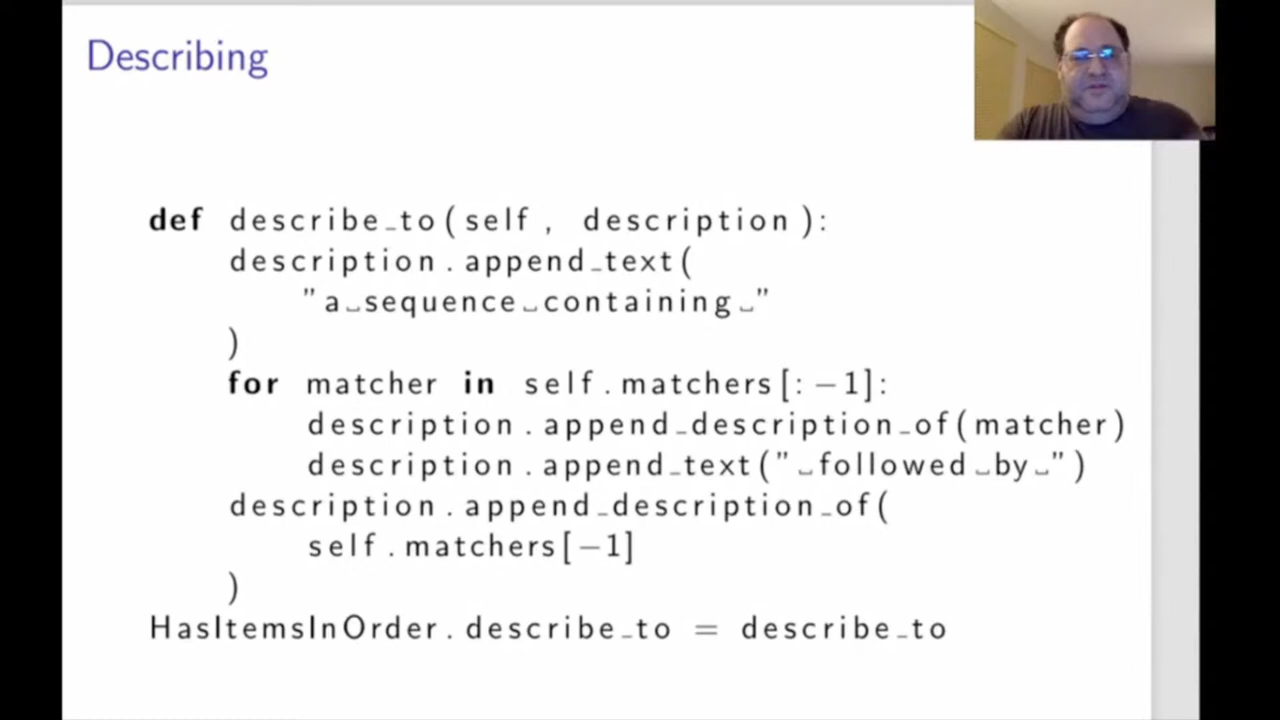 Describing
def describe_to(self, description):
    description.append_text(
        "a␣sequence␣containing␣"
    )
    for matcher in self.matchers[:-1]:
        description.append_description_of(matcher)
        description.append_text("␣followed␣by␣")
    description.append_description_of(
        self.matchers[-1]
    )
HasItemsInOrder.describe_to = describe_to